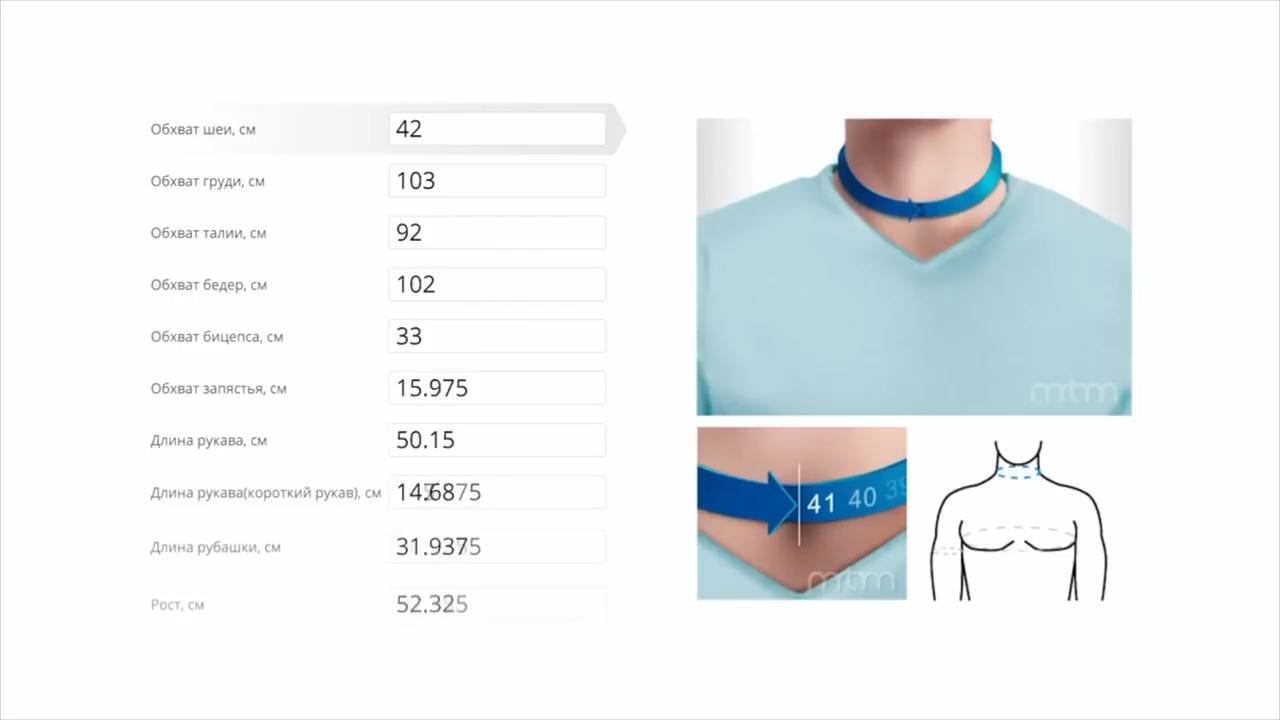 Обхват шеи, см 42
Обхват груди, см 103
Обхват талии, см 92
Обхват бедер, см 102
Обхват бицепса, см 33
Обхват запястья, см 15.975
Длина рукава, см 50.15
Длина рукава(короткий рукав), см
Длина рубашки, см
Рост, см
mtm
41 40 39
mtm